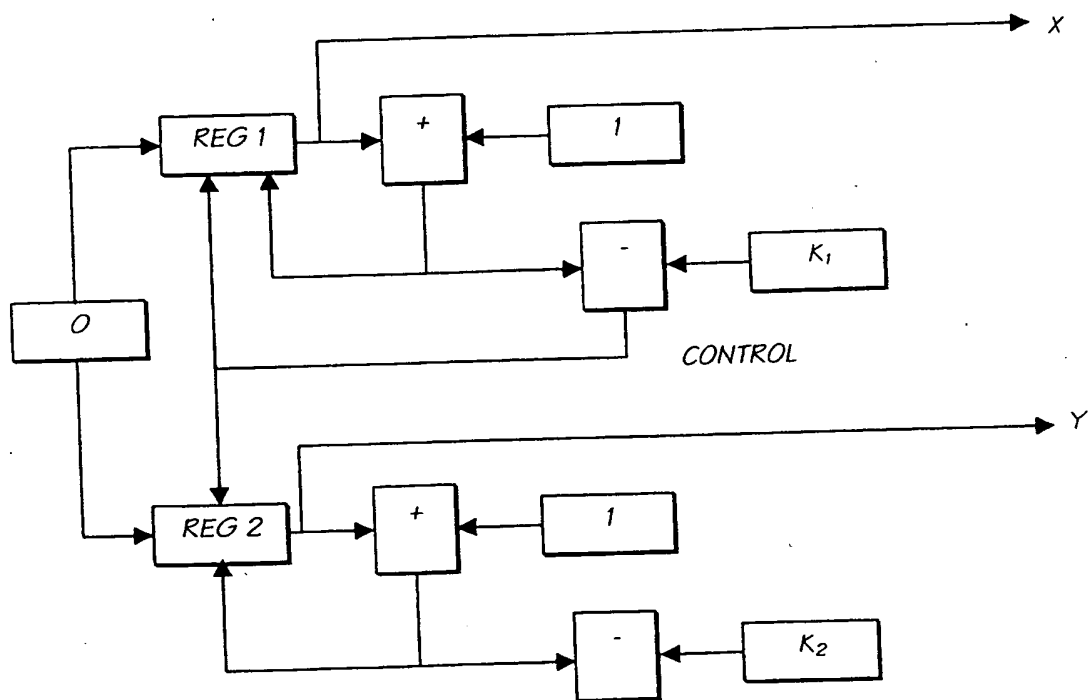 X
REG 1
+
1
-
K₁
O
CONTROL
Y
REG 2
+
1
-
K₂